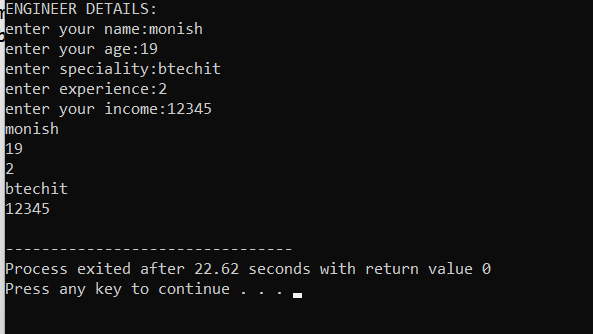 ENGINEER DETAILS:
enter your name:monish
enter your age:19
enter speciality:btechit
enter experience:2
enter your income:12345
monish
19
2
btechit
12345
--------------------------------
Process exited after 22.62 seconds with return value 0
Press any key to continue . . .